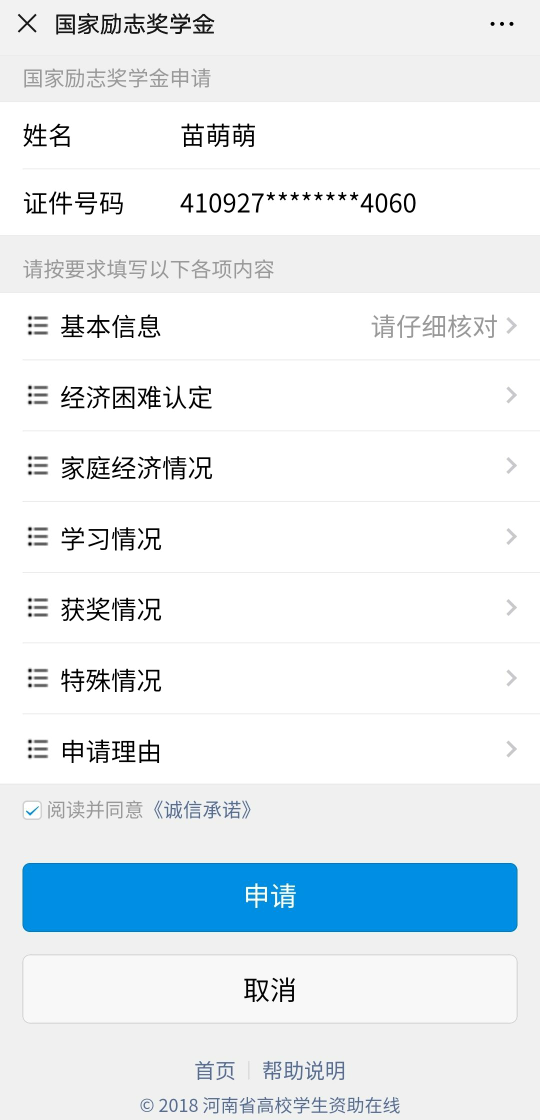 国家励志奖学金
国家励志奖学金申请
姓名 苗萌萌
证件号码 410927********4060
请按要求填写以下各项内容
基本信息 请仔细核对
经济困难认定
家庭经济情况
学习情况
获奖情况
特殊情况
申请理由
阅读并同意《诚信承诺》
申请
取消
首页 帮助说明
© 2018 河南省高校学生资助在线